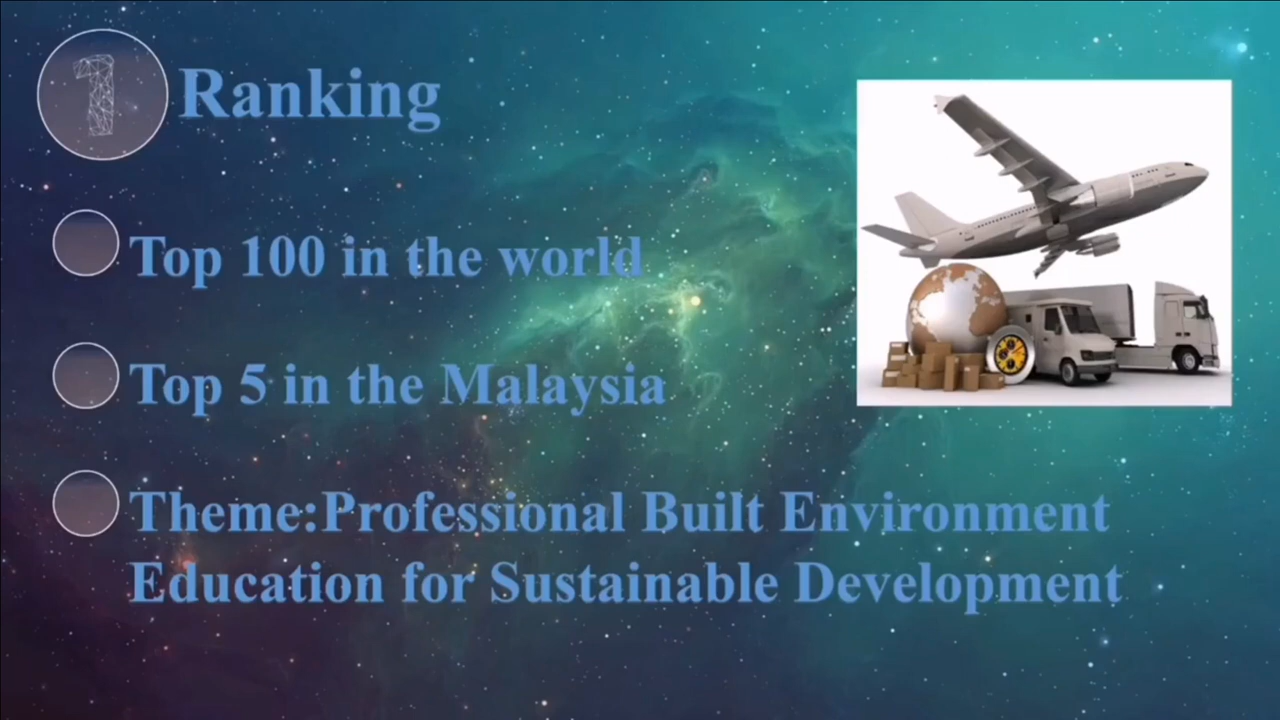 1 Ranking
Top 100 in the world
Top 5 in the Malaysia
Theme:Professional Built Environment
Education for Sustainable Development